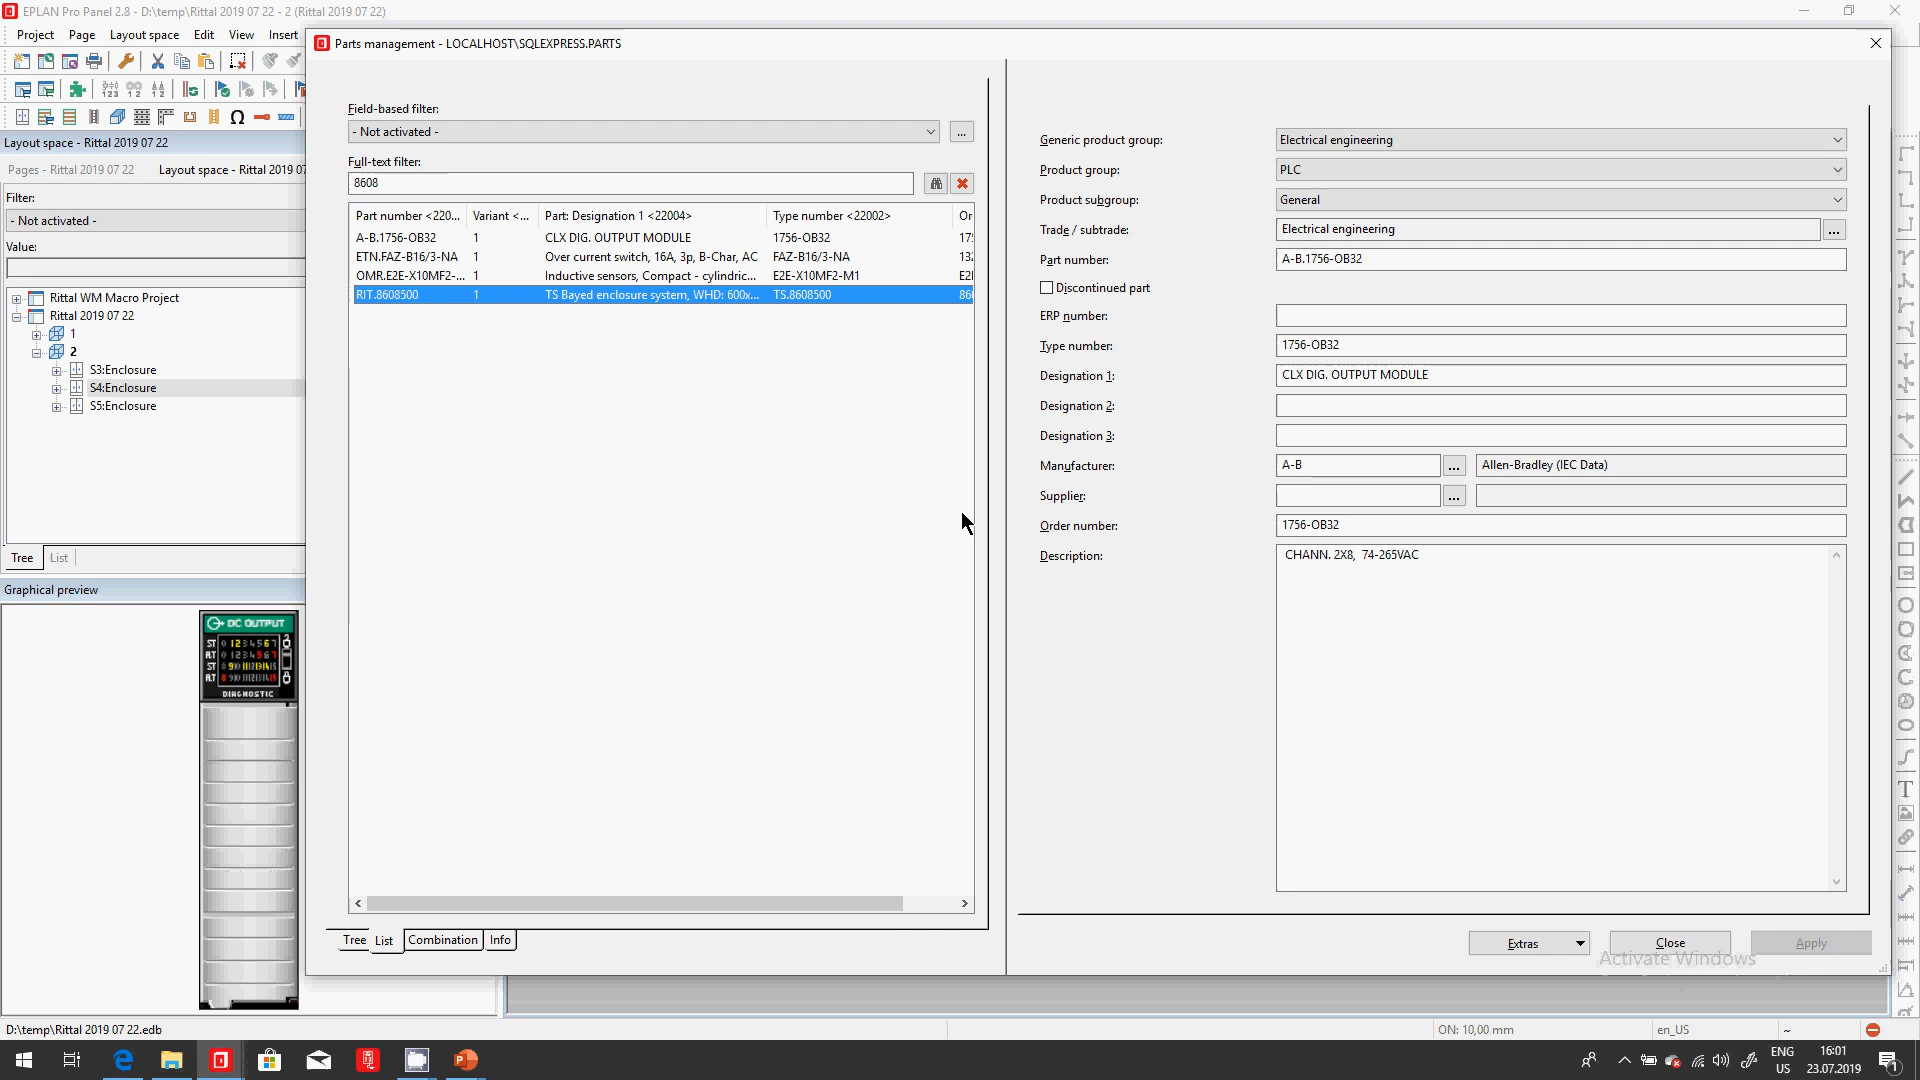 EPLAN Pro Panel 2.8 - D:\temp\Rittal 2019 07 22 - 2 (Rittal 2019 07 22)
Project Page Layout space Edit View Insert
Parts management - LOCALHOST\SQLEXPRESS.PARTS
Layout space - Rittal 2019 07 22
Pages - Rittal 2019 07 22 Layout space - Rittal 2019 07
Filter:
- Not activated -
Value:
Rittal WM Macro Project
Rittal 2019 07 22
1
2
S3:Enclosure
S4:Enclosure
S5:Enclosure
Tree List
Graphical preview
DC OUTPUT
DIAGNOSTIC
Field-based filter:
- Not activated -
...
Full-text filter:
8608
Part number <220... Variant <... Part: Designation 1 <22004> Type number <22002> Or
A-B.1756-OB32 1 CLX DIG. OUTPUT MODULE 1756-OB32 17
ETN.FAZ-B16/3-NA 1 Over current switch, 16A, 3p, B-Char, AC FAZ-B16/3-NA 13
OMR.E2E-X10MF2-... 1 Inductive sensors, Compact - cylindric... E2E-X10MF2-M1 E2
RIT.8608500 1 TS Bayed enclosure system, WHD: 600x... TS.8608500 86
Tree List Combination Info
Generic product group: Electrical engineering
Product group: PLC
Product subgroup: General
Trade / subtrade: Electrical engineering ...
Part number: A-B.1756-OB32
Discontinued part
ERP number:
Type number: 1756-OB32
Designation 1: CLX DIG. OUTPUT MODULE
Designation 2:
Designation 3:
Manufacturer: A-B ... Allen-Bradley (IEC Data)
Supplier: ...
Order number: 1756-OB32
Description: CHANN. 2X8, 74-265VAC
Extras Close Apply
Activate Windows
D:\temp\Rittal 2019 07 22.edb ON: 10,00 mm en_US ~
ENG
US
16:01
23.07.2019
1